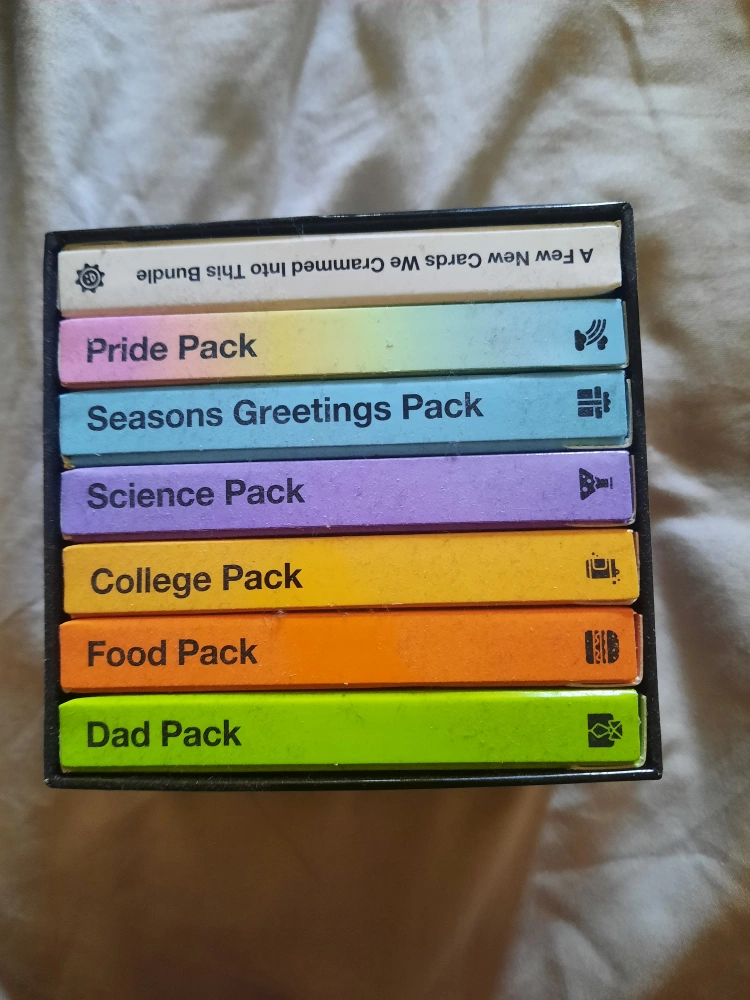 A Few New Cards We Crammed Into This Bundle
Pride Pack
Seasons Greetings Pack
Science Pack
College Pack
Food Pack
Dad Pack